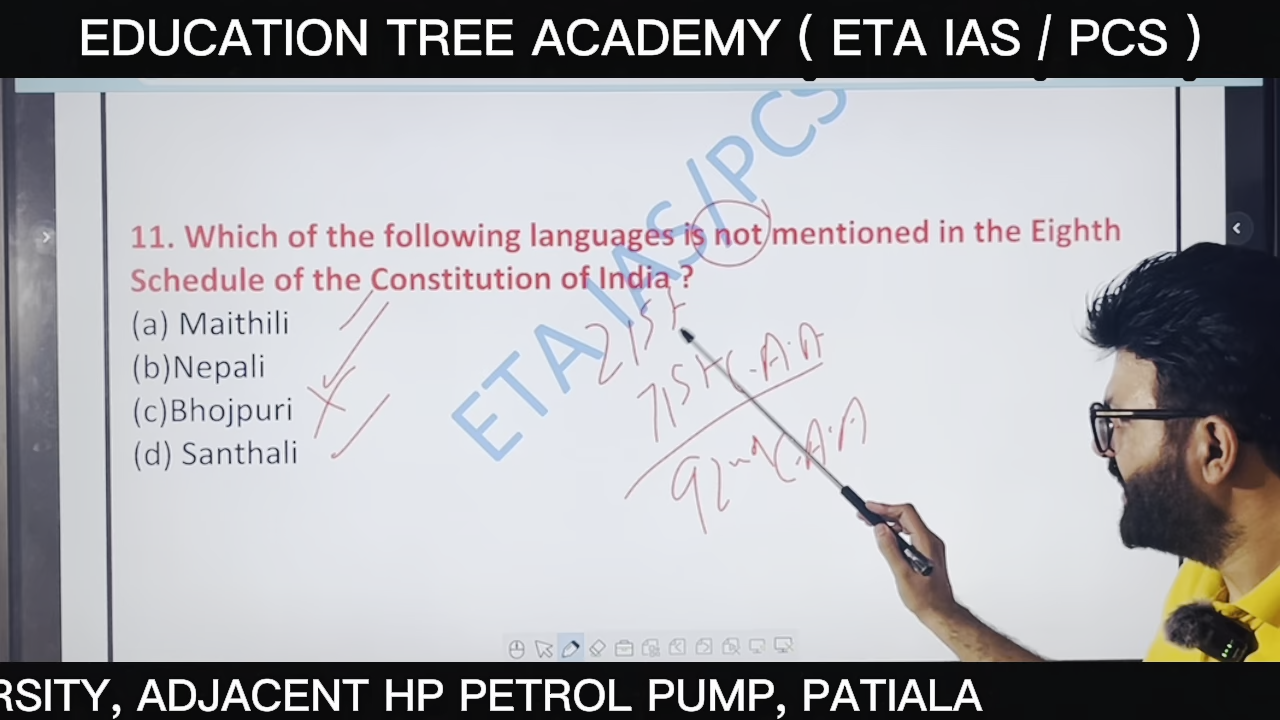 EDUCATION TREE ACADEMY ( ETA IAS / PCS )
ETA IAS/PCS
11. Which of the following languages is not mentioned in the Eighth
Schedule of the Constitution of India ?
(a) Maithili
(b)Nepali
(c)Bhojpuri
(d) Santhali
21st
71st C.A.A
92nd C.A.A
RSITY, ADJACENT HP PETROL PUMP, PATIALA